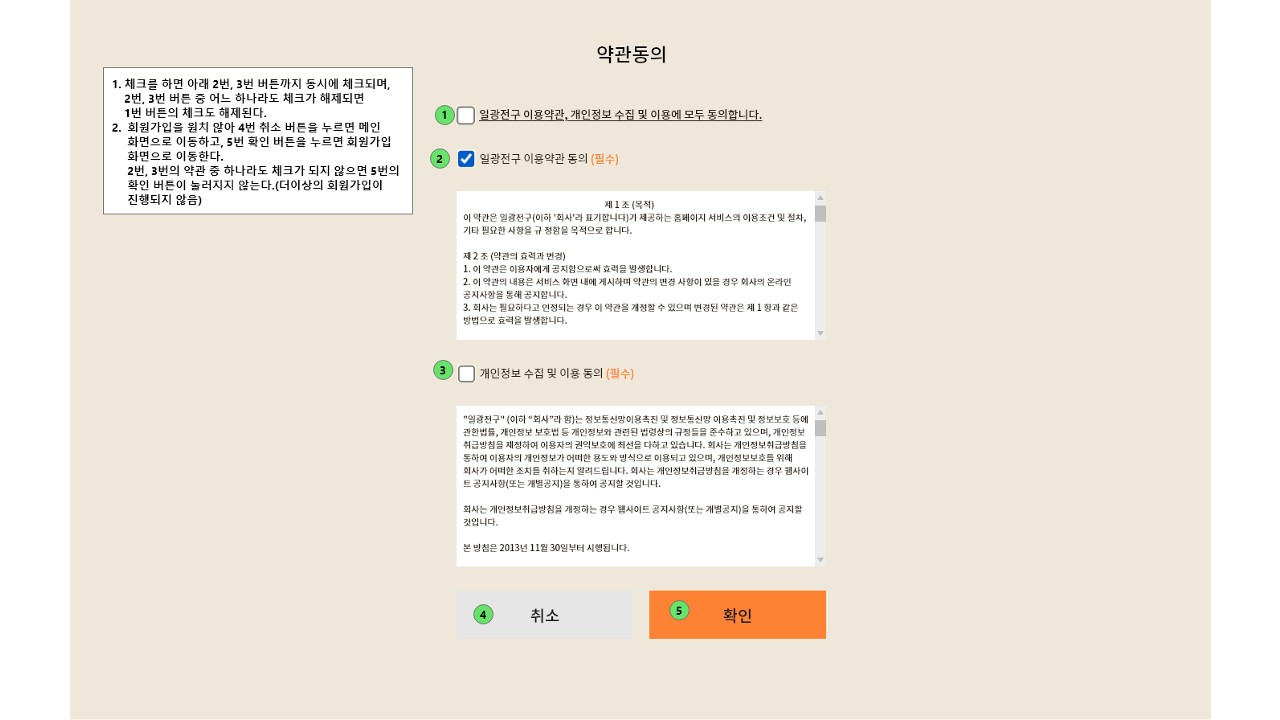 약관동의
1. 체크를 하면 아래 2번, 3번 버튼까지 동시에 체크되며,
2번, 3번 버튼 중 어느 하나라도 체크가 해제되면
1번 버튼의 체크도 해제된다.
2. 회원가입을 원치 않아 4번 취소 버튼을 누르면 메인
화면으로 이동하고, 5번 확인 버튼을 누르면 회원가입
화면으로 이동한다.
2번, 3번의 약관 중 하나라도 체크가 되지 않으면 5번의
확인 버튼이 눌러지지 않는다.(더이상의 회원가입이
진행되지 않음)
1 일광전구 이용약관, 개인정보 수집 및 이용에 모두 동의합니다.
2 일광전구 이용약관 동의 (필수)
제 1 조 (목적)
이 약관은 일광전구(이하 '회사'라 표기합니다)가 제공하는 홈페이지 서비스의 이용조건 및 절차,
기타 필요한 사항을 규 정함을 목적으로 합니다.
제 2 조 (약관의 효력과 변경)
1. 이 약관은 이용자에게 공지함으로써 효력을 발생합니다.
2. 이 약관의 내용은 서비스 화면 내에 게시하며 약관의 변경 사항이 있을 경우 회사의 온라인
공지사항을 통해 공지합니다.
3. 회사는 필요하다고 인정되는 경우 이 약관을 개정할 수 있으며 변경된 약관은 제 1 항과 같은
방법으로 효력을 발생합니다.
3 개인정보 수집 및 이용 동의 (필수)
"일광전구" (이하 “회사”라 함)는 정보통신망이용촉진 및 정보통신망 이용촉진 및 정보보호 등에
관한법률, 개인정보 보호법 등 개인정보와 관련된 법령상의 규정들을 준수하고 있으며, 개인정보
취급방침을 제정하여 이용자의 권익보호에 최선을 다하고 있습니다. 회사는 개인정보취급방침을
통하여 이용자의 개인정보가 어떠한 용도와 방식으로 이용되고 있으며, 개인정보보호를 위해
회사가 어떠한 조치를 취하는지 알려드립니다. 회사는 개인정보취급방침을 개정하는 경우 웹사이
트 공지사항(또는 개별공지)을 통하여 공지할 것입니다.
회사는 개인정보취급방침을 개정하는 경우 웹사이트 공지사항(또는 개별공지)을 통하여 공지할
것입니다.
본 방침은 2013년 11월 30일부터 시행됩니다.
4 취소
5 확인